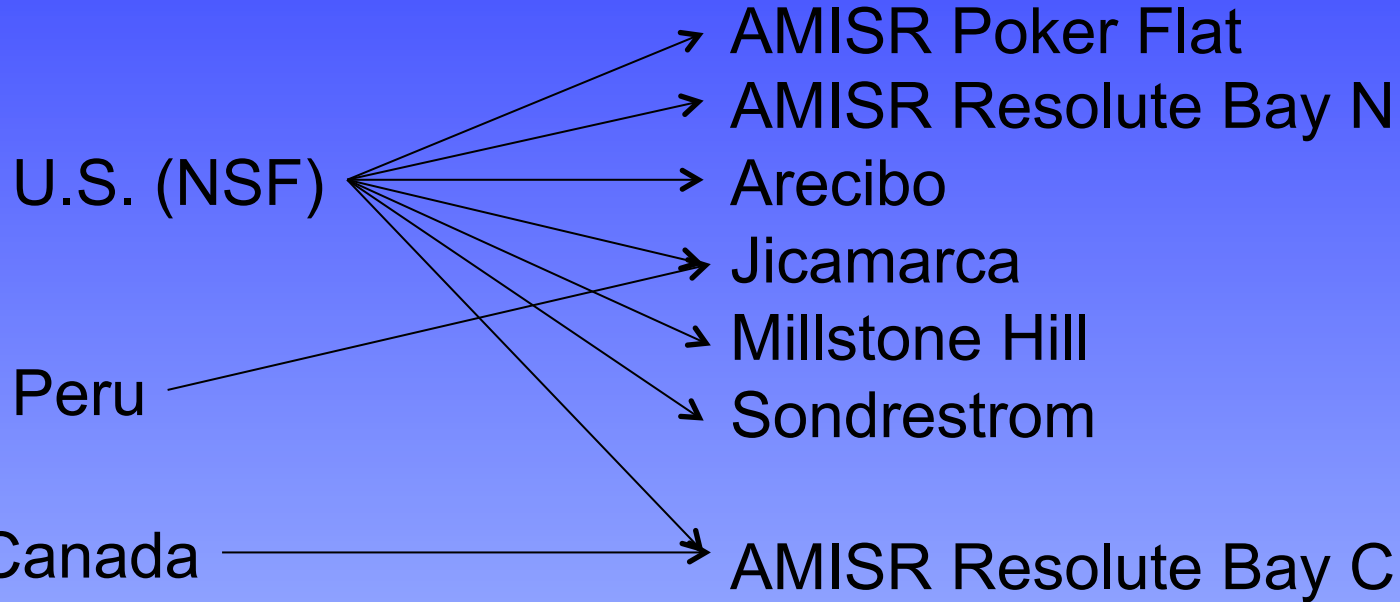 AMISR Poker Flat
AMISR Resolute Bay N
U.S. (NSF)
Arecibo
Jicamarca
Millstone Hill
Peru
Sondrestrom
Canada
AMISR Resolute Bay C